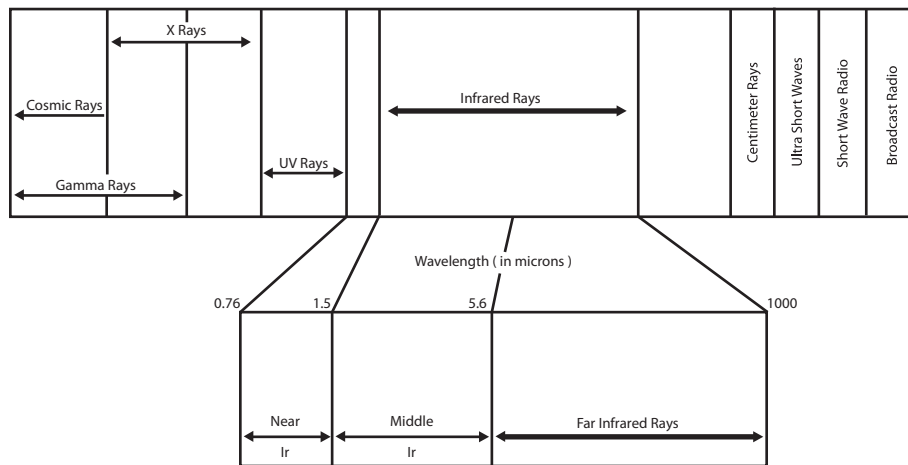 X Rays
Cosmic Rays
Infrared Rays
UV Rays
Gamma Rays
Centimeter Rays
Ultra Short Waves
Short Wave Radio
Broadcast Radio
Wavelength ( in microns )
0.76
1.5
5.6
1000
Near
Ir
Middle
Ir
Far Infrared Rays